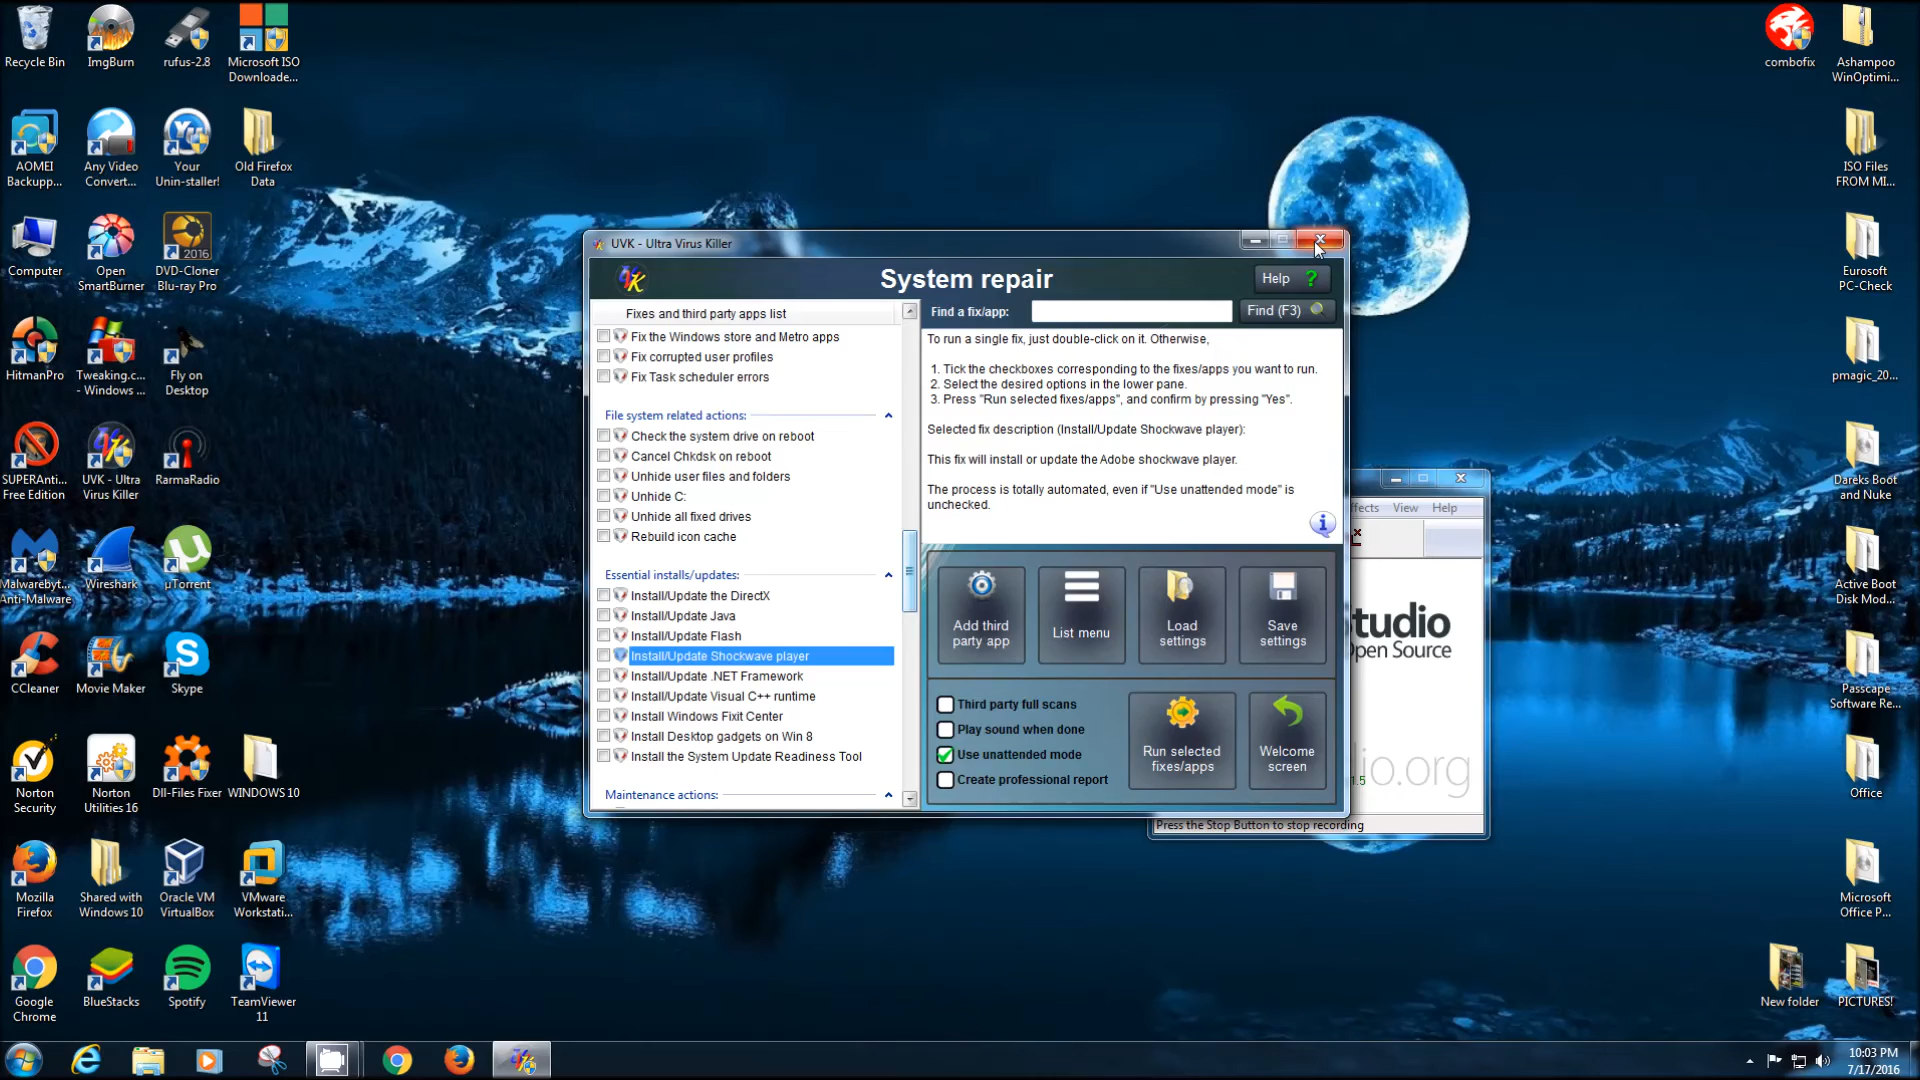 Recycle Bin
ImgBurn
rufus-2.8
Microsoft ISO
Downloade...
combofix
Ashampoo
WinOptimi...
AOMEI
Backupp...
Any Video
Convert...
Your
Unin-staller!
Old Firefox
Data
ISO Files
FROM MI...
Computer
Open
SmartBurner
2016
DVD-Cloner
Blu-ray Pro
Eurosoft
PC-Check
HitmanPro
Tweaking.c...
- Windows ...
Fly on
Desktop
pmagic_20...
SUPERAnti...
Free Edition
UVK - Ultra
Virus Killer
RarmaRadio
Dareks Boot
and Nuke
Malwarebyt...
Anti-Malware
Wireshark
µTorrent
Active Boot
Disk Mod...
CCleaner
Movie Maker
Skype
Passcape
Software Re...
Norton
Security
Norton
Utilities 16
Dll-Files Fixer
WINDOWS 10
Office
Mozilla
Firefox
Shared with
Windows 10
Oracle VM
VirtualBox
VMware
Workstati...
Microsoft
Office P...
Google
Chrome
BlueStacks
Spotify
TeamViewer
11
New folder
PICTURES!
UVK - Ultra Virus Killer
System repair
Help ?
Fixes and third party apps list
Find a fix/app:
Find (F3)
Fix the Windows store and Metro apps
Fix corrupted user profiles
Fix Task scheduler errors
File system related actions:
Check the system drive on reboot
Cancel Chkdsk on reboot
Unhide user files and folders
Unhide C:
Unhide all fixed drives
Rebuild icon cache
Essential installs/updates:
Install/Update the DirectX
Install/Update Java
Install/Update Flash
Install/Update Shockwave player
Install/Update .NET Framework
Install/Update Visual C++ runtime
Install Windows Fixit Center
Install Desktop gadgets on Win 8
Install the System Update Readiness Tool
Maintenance actions:
To run a single fix, just double-click on it. Otherwise,
1. Tick the checkboxes corresponding to the fixes/apps you want to run.
2. Select the desired options in the lower pane.
3. Press "Run selected fixes/apps", and confirm by pressing "Yes".
Selected fix description (Install/Update Shockwave player):
This fix will install or update the Adobe shockwave player.
The process is totally automated, even if "Use unattended mode" is
unchecked.
Add third
party app
List menu
Load
settings
Save
settings
Third party full scans
Play sound when done
Use unattended mode
Create professional report
Run selected
fixes/apps
Welcome
screen
ffects View Help
tudio
Open Source
io.org
1.5
Press the Stop Button to stop recording
10:03 PM
7/17/2016